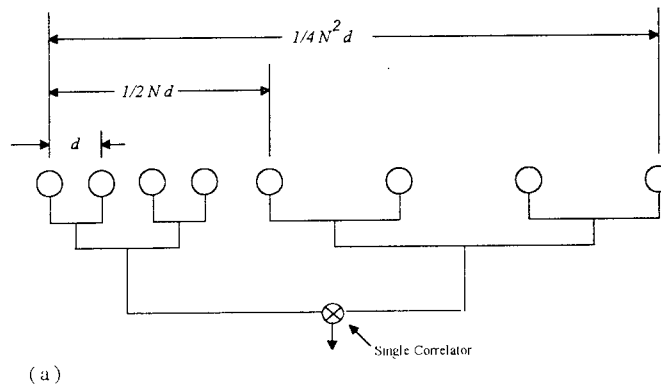 1/4 N² d
1/2 N d
d
Single Correlator
(a)